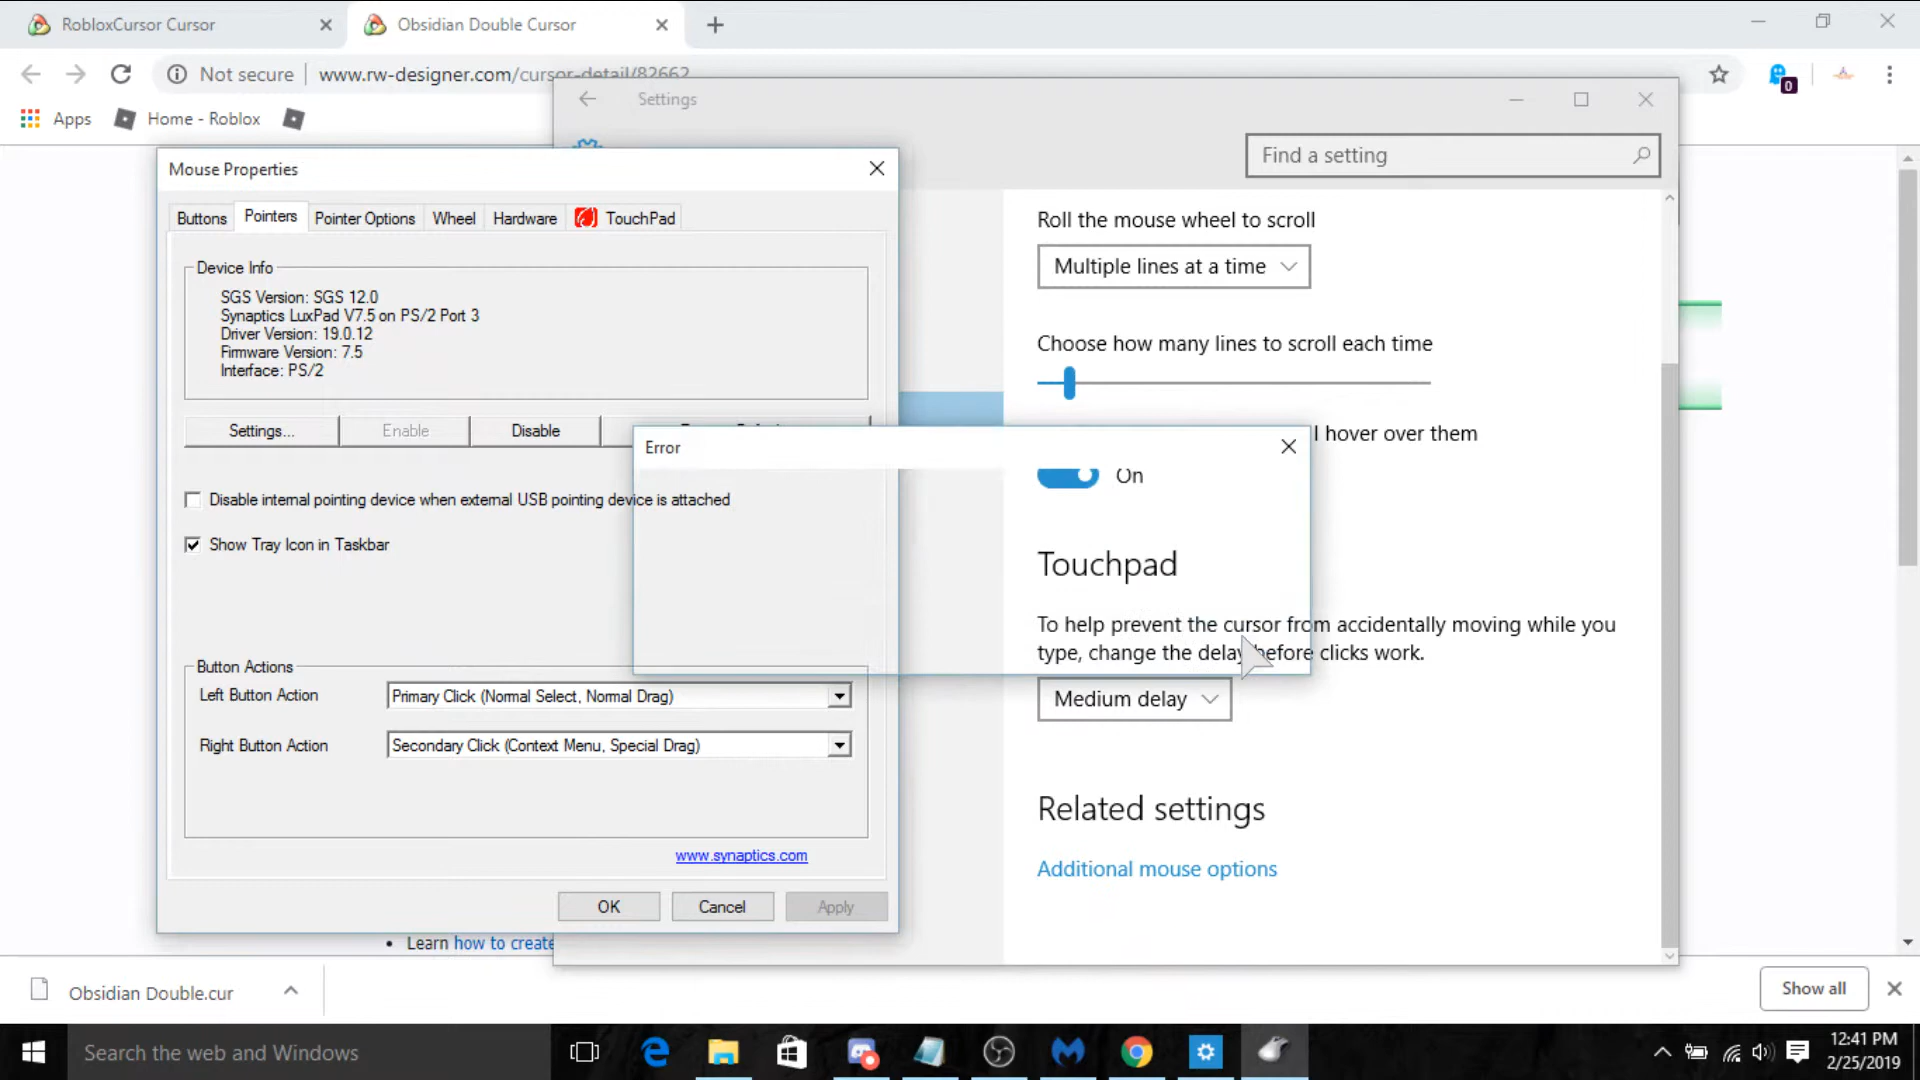 RobloxCursor Cursor
Obsidian Double Cursor
Not secure
www.rw-designer.com/cursor-detail/82662
0
Apps
Home - Roblox
Settings
Find a setting
Mouse Properties
Buttons
Pointers
Pointer Options
Wheel
Hardware
TouchPad
Device Info
SGS Version: SGS 12.0
Synaptics LuxPad V7.5 on PS/2 Port 3
Driver Version: 19.0.12
Firmware Version: 7.5
Interface: PS/2
Settings...
Enable
Disable
Disable internal pointing device when external USB pointing device is attached
Show Tray Icon in Taskbar
Button Actions
Left Button Action
Primary Click (Normal Select, Normal Drag)
Right Button Action
Secondary Click (Context Menu, Special Drag)
www.synaptics.com
OK
Cancel
Apply
Error
Roll the mouse wheel to scroll
Multiple lines at a time
Choose how many lines to scroll each time
I hover over them
On
Touchpad
To help prevent the cursor from accidentally moving while you
type, change the delay before clicks work.
Medium delay
Related settings
Additional mouse options
• Learn how to create
Obsidian Double.cur
Show all
Search the web and Windows
12:41 PM
2/25/2019